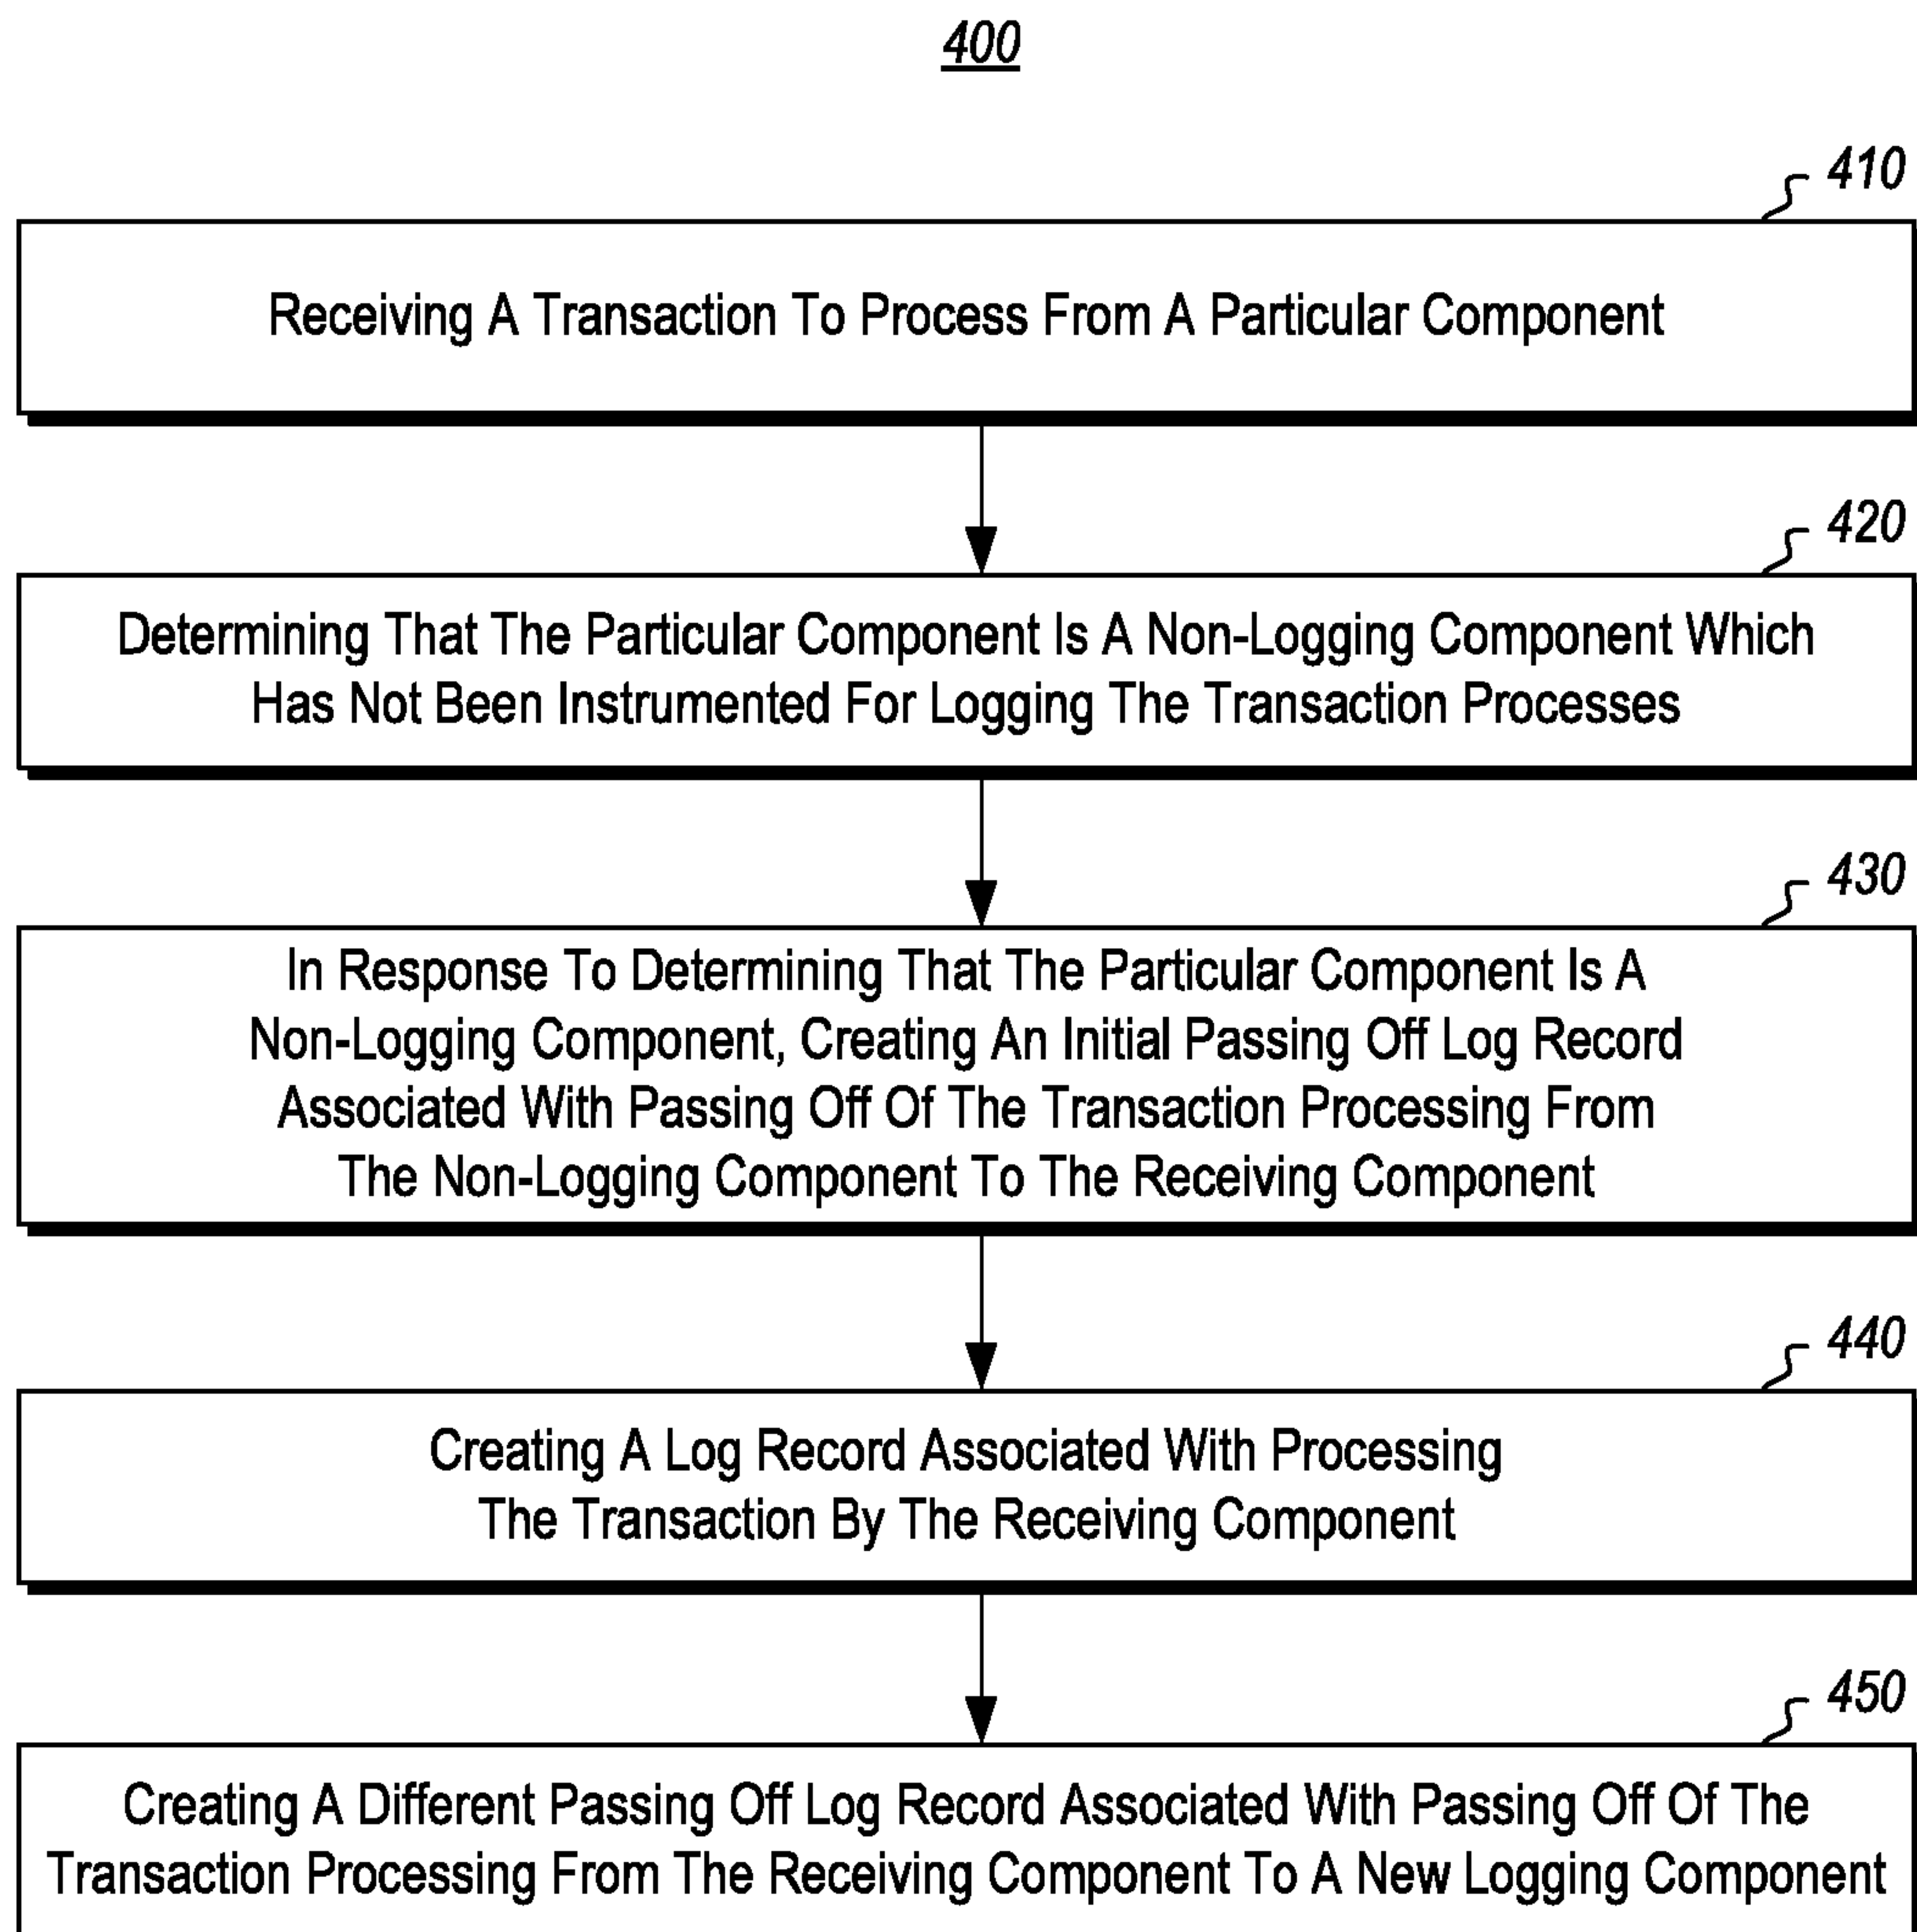 400
410
Receiving A Transaction To Process From A Particular Component
420
Determining That The Particular Component Is A Non-Logging Component Which
Has Not Been Instrumented For Logging The Transaction Processes
430
In Response To Determining That The Particular Component Is A
Non-Logging Component, Creating An Initial Passing Off Log Record
Associated With Passing Off Of The Transaction Processing From
The Non-Logging Component To The Receiving Component
440
Creating A Log Record Associated With Processing
The Transaction By The Receiving Component
450
Creating A Different Passing Off Log Record Associated With Passing Off Of The
Transaction Processing From The Receiving Component To A New Logging Component